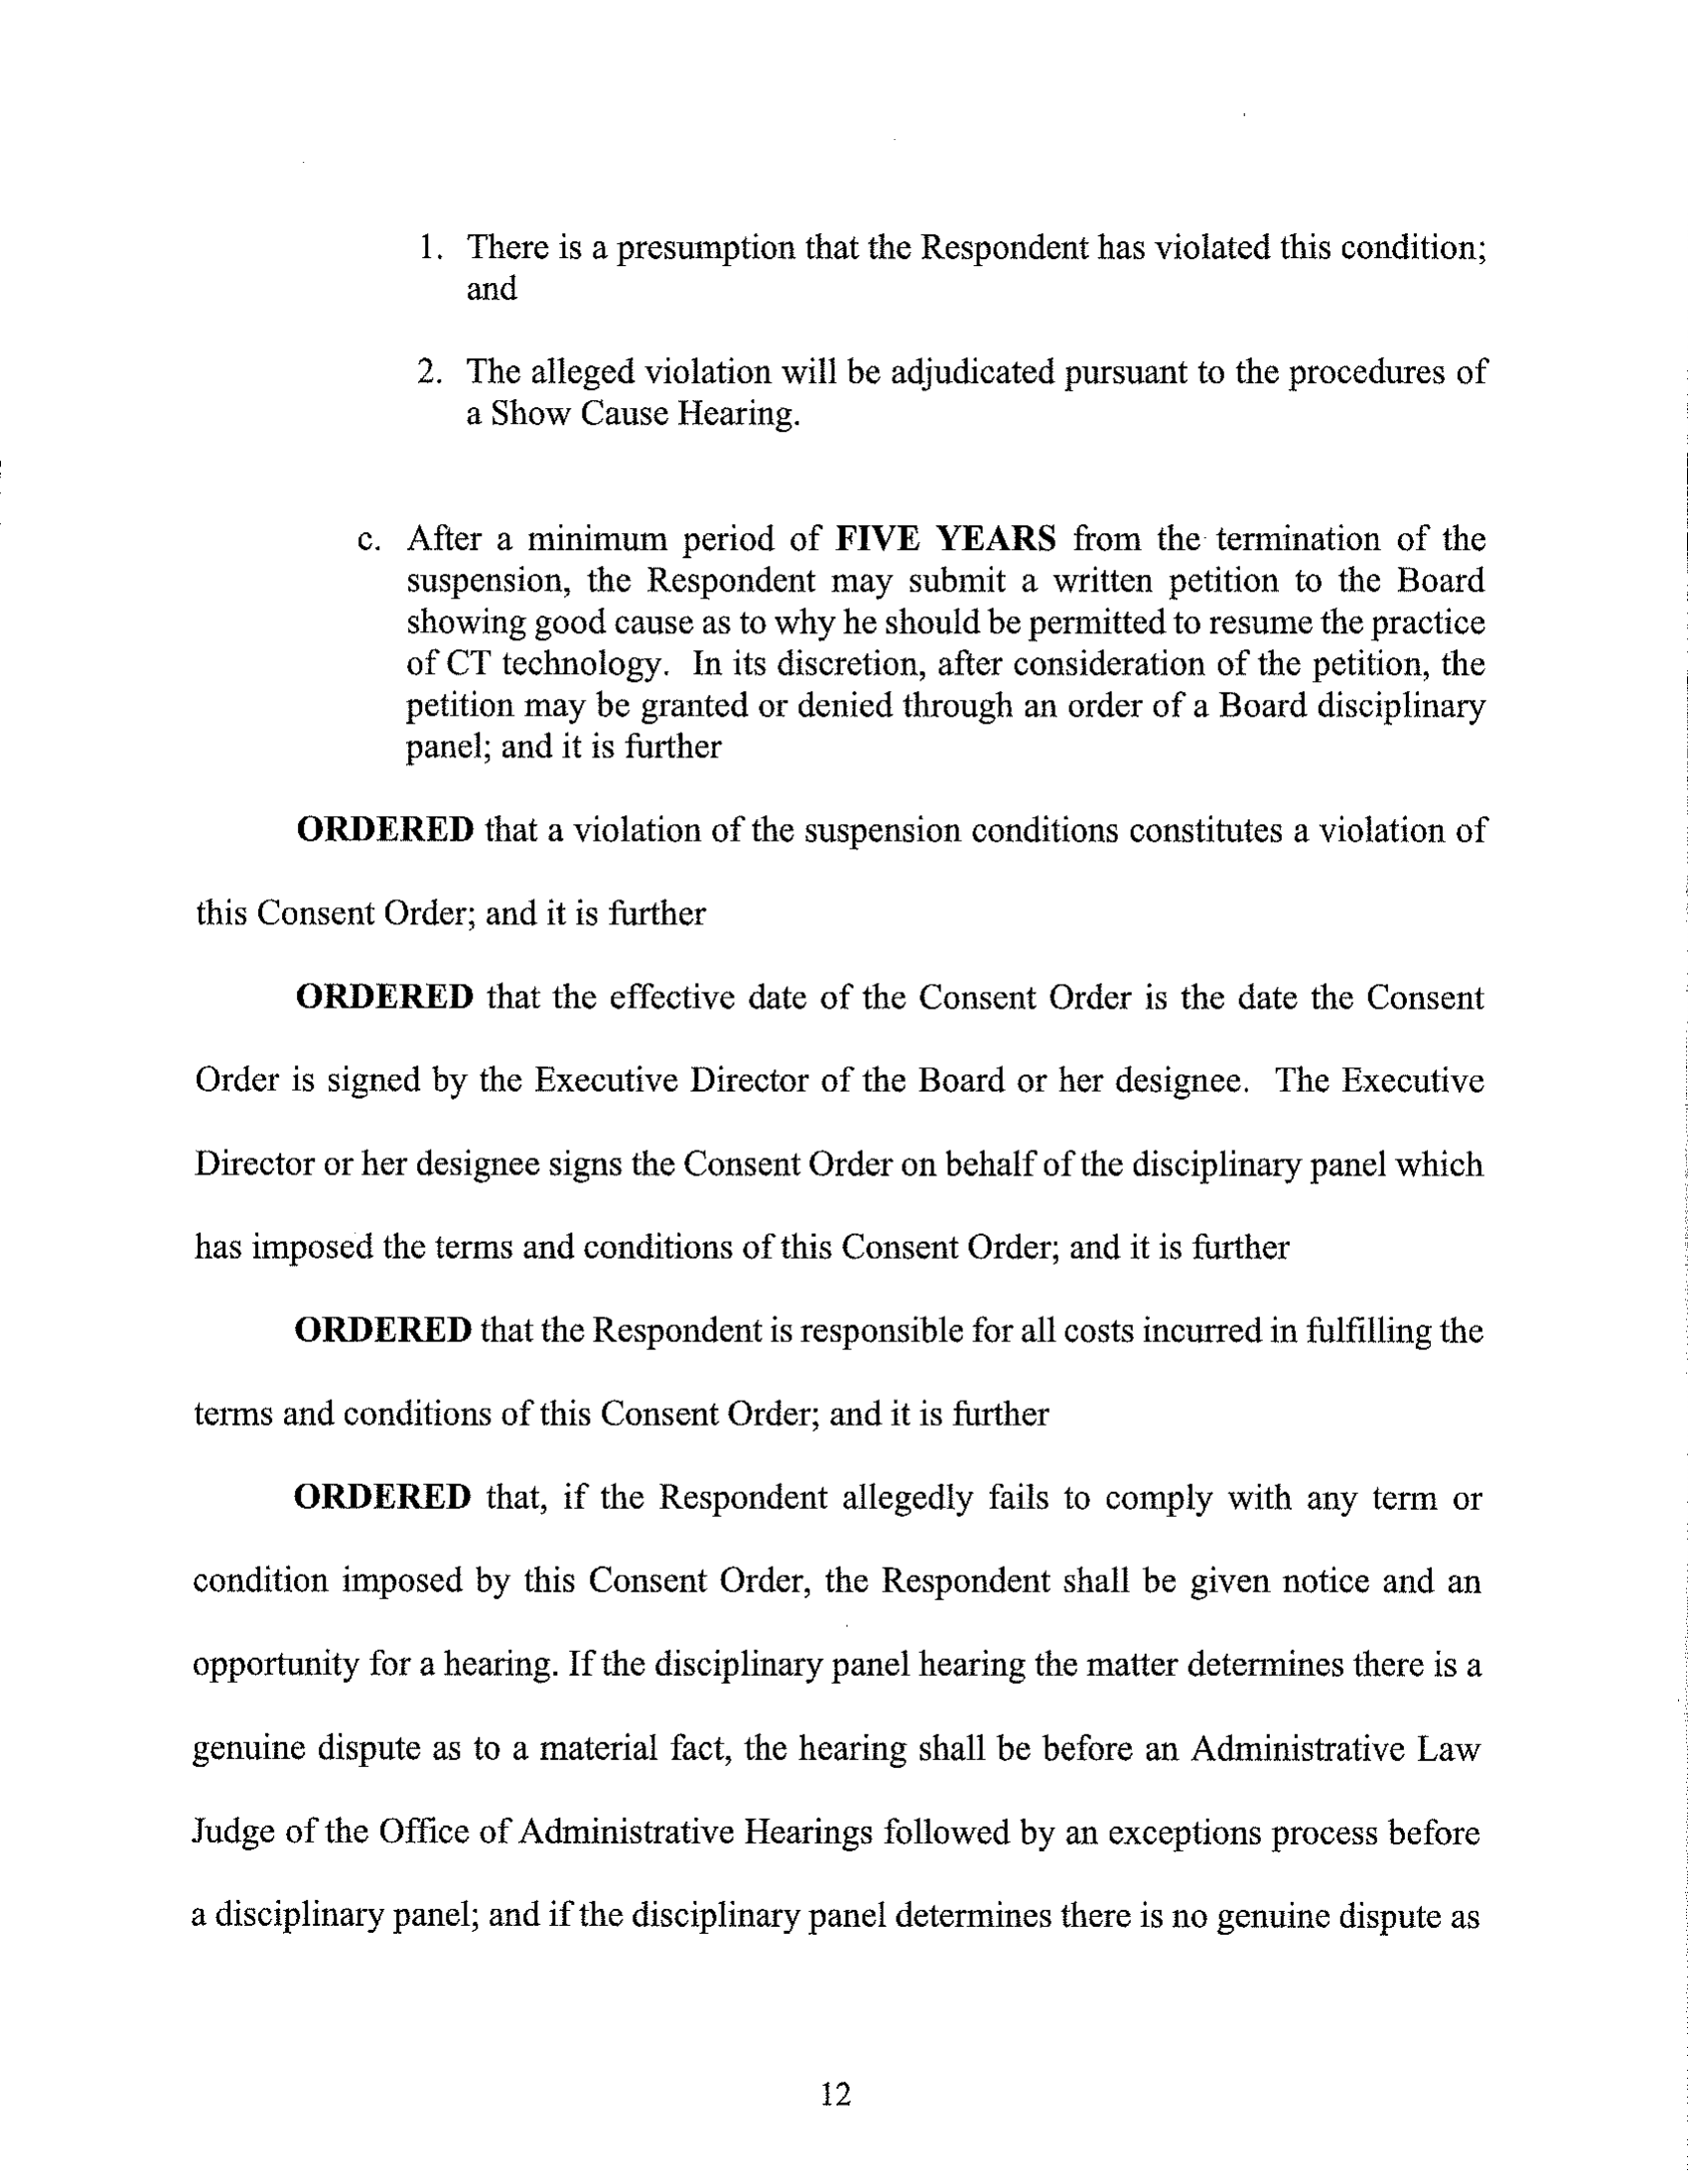 1. There is a presumption that the Respondent has violated this condition;
and
2. The alleged violation will be adjudicated pursuant to the procedures of
a Show Cause Hearing.
c. After a minimum period of FIVE YEARS from the termination of the
suspension, the Respondent may submit a written petition to the Board
showing good cause as to why he should be permitted to resume the practice
of CT technology. In its discretion, after consideration of the petition, the
petition may be granted or denied through an order of a Board disciplinary
panel; and it is further
ORDERED that a violation of the suspension conditions constitutes a violation of
this Consent Order; and it is further
ORDERED that the effective date of the Consent Order is the date the Consent
Order is signed by the Executive Director of the Board or her designee. The Executive
Director or her designee signs the Consent Order on behalf of the disciplinary panel which
has imposed the terms and conditions of this Consent Order; and it is further
ORDERED that the Respondent is responsible for all costs incurred in fulfilling the
terms and conditions of this Consent Order; and it is further
ORDERED that, if the Respondent allegedly fails to comply with any term or
condition imposed by this Consent Order, the Respondent shall be given notice and an
opportunity for a hearing. If the disciplinary panel hearing the matter determines there is a
genuine dispute as to a material fact, the hearing shall be before an Administrative Law
Judge of the Office of Administrative Hearings followed by an exceptions process before
a disciplinary panel; and if the disciplinary panel determines there is no genuine dispute as
12